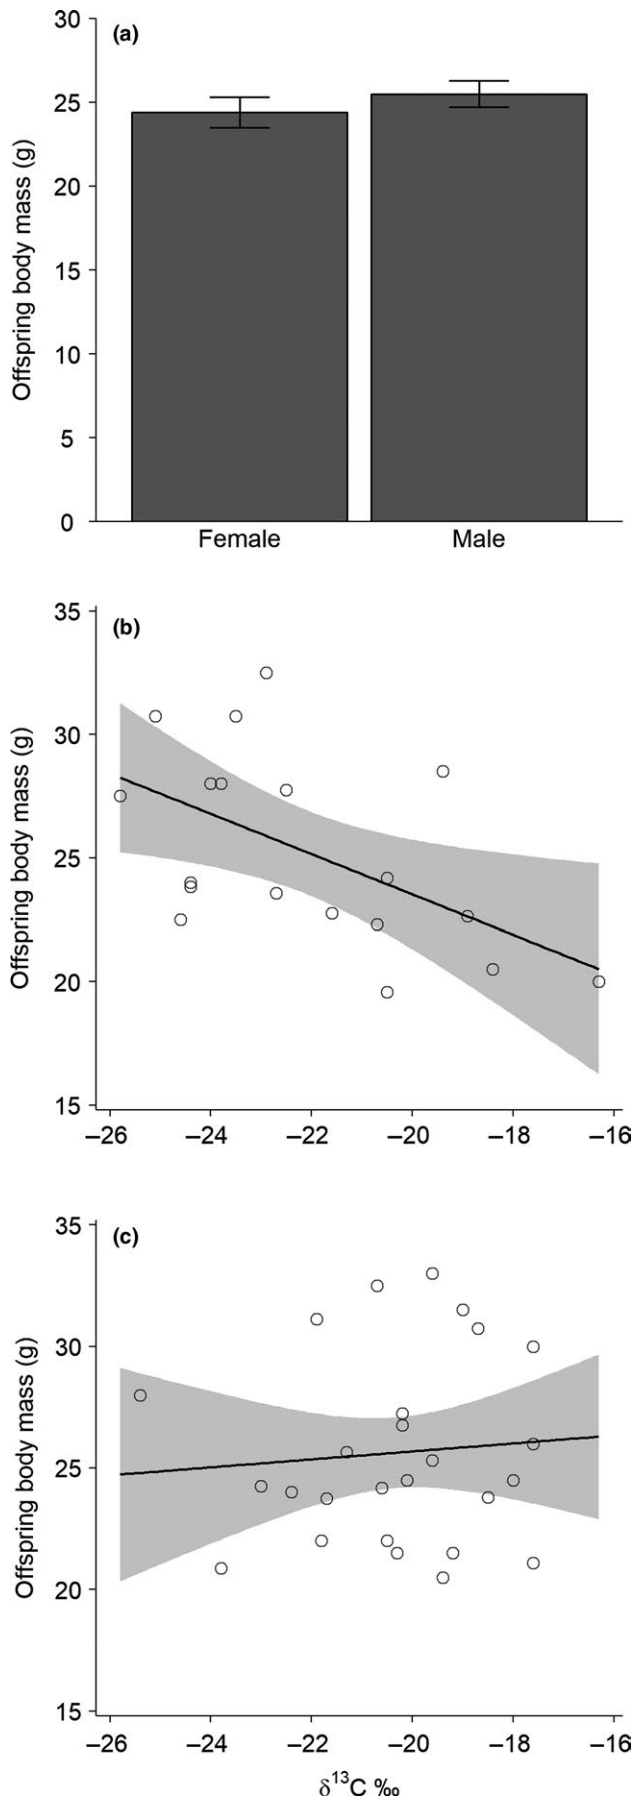 (a)
Offspring body mass (g)
30
25
20
15
10
5
0
Female Male
(b)
Offspring body mass (g)
35
30
25
20
15
–26 –24 –22 –20 –18 –16
(c)
Offspring body mass (g)
35
30
25
20
15
–26 –24 –22 –20 –18 –16
δ¹³C ‰